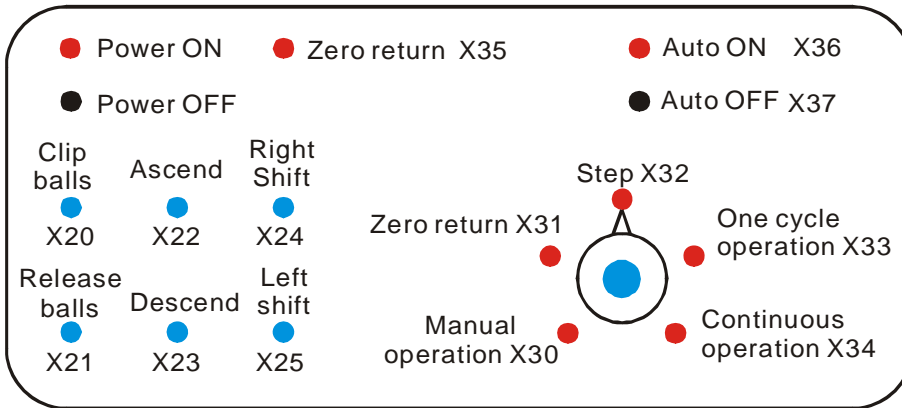 Power ON
Zero return X35
Auto ON X36
Power OFF
Auto OFF X37
Clip
balls
X20
Ascend
X22
Right
Shift
X24
Release
balls
X21
Descend
X23
Left
shift
X25
Step X32
Zero return X31
One cycle
operation X33
Manual
operation X30
Continuous
operation X34